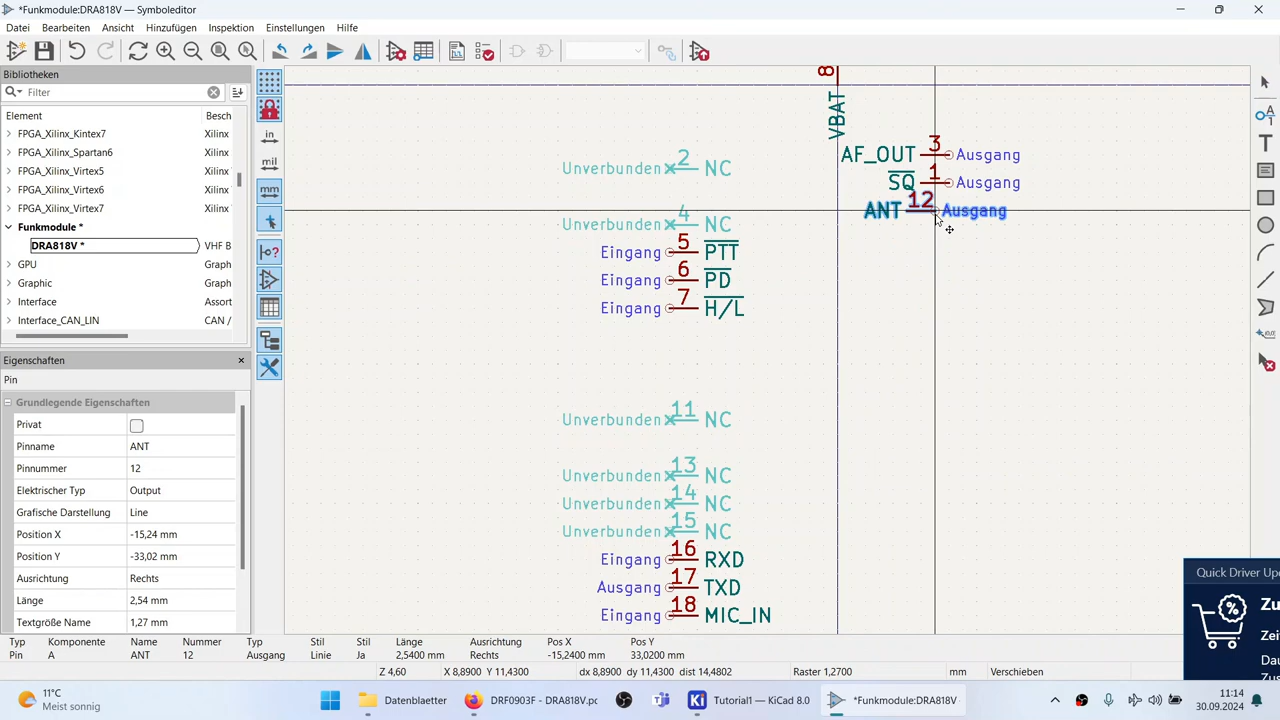 *Funkmodule:DRA818V — Symboleditor
Datei Bearbeiten Ansicht Hinzufügen Inspektion Einstellungen Hilfe
Bibliotheken
Filter
Element Besch
FPGA_Xilinx_Kintex7 Xilinx
FPGA_Xilinx_Spartan6 Xilinx
FPGA_Xilinx_Virtex5 Xilinx
FPGA_Xilinx_Virtex6 Xilinx
FPGA_Xilinx_Virtex7 Xilinx
Funkmodule *
DRA818V * VHF B
GPU Graph
Graphic Graph
Interface Assort
Interface_CAN_LIN CAN /
Eigenschaften
Pin
Grundlegende Eigenschaften
Privat
Pinname ANT
Pinnummer 12
Elektrischer Typ Output
Grafische Darstellung Line
Position X -15,24 mm
Position Y -33,02 mm
Ausrichtung Rechts
Länge 2,54 mm
Textgröße Name 1,27 mm
in
mil
mm
8
VBAT
AF_OUT 3 Ausgang
SQ 1 Ausgang
ANT 12 Ausgang
Unverbunden 2 NC
Unverbunden 4 NC
Eingang 5 PTT
Eingang 6 PD
Eingang 7 H/L
Unverbunden 11 NC
Unverbunden 13 NC
Unverbunden 14 NC
Unverbunden 15 NC
Eingang 16 RXD
Ausgang 17 TXD
Eingang 18 MIC_IN
A
T
Quick Driver Up
Zu
Zei
Dau
Typ Komponente Name Nummer Typ Stil Stil Länge Ausrichtung Pos X Pos Y
Pin A ANT 12 Ausgang Linie Ja 2,5400 mm Rechts -15,2400 mm 33,0200 mm
Z 4,60 X 8,8900 Y 11,4300 dx 8,8900 dy 11,4300 dist 14,4802 Raster 1,2700 mm Verschieben
11°C
Meist sonnig
Datenblaetter
DRF0903F - DRA818V.pc
Tutorial1 — KiCad 8.0
*Funkmodule:DRA818V
11:14
30.09.2024